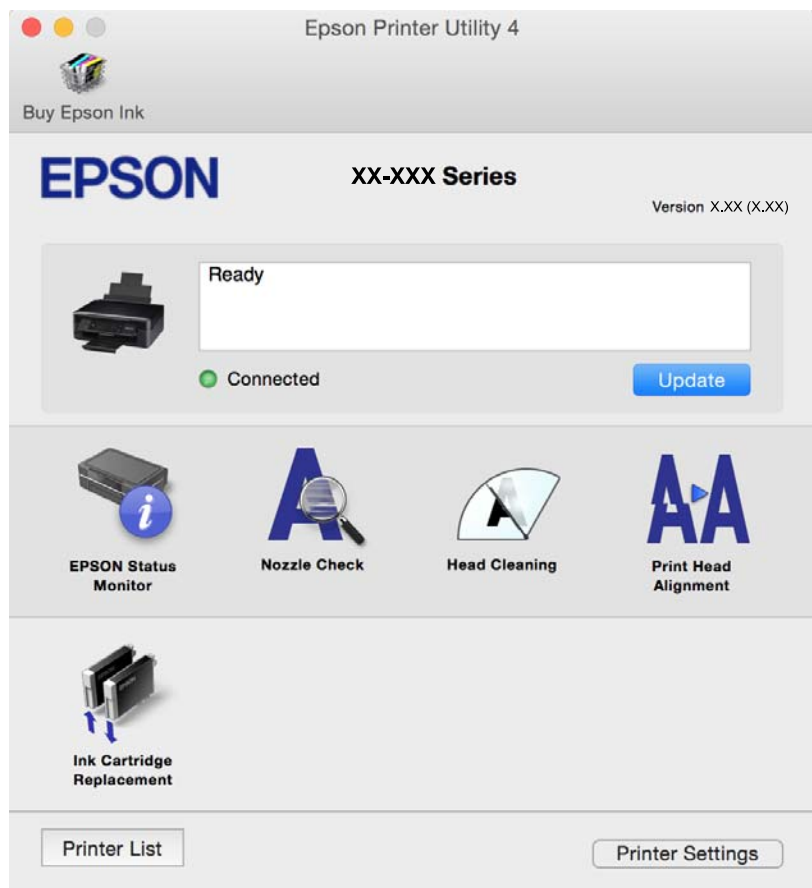 Epson Printer Utility 4
Buy Epson Ink
EPSON
XX-XXX Series
Version X.XX (X.XX)
Ready
Connected
Update
EPSON Status
Monitor
Nozzle Check
Head Cleaning
Print Head
Alignment
Ink Cartridge
Replacement
Printer List
Printer Settings